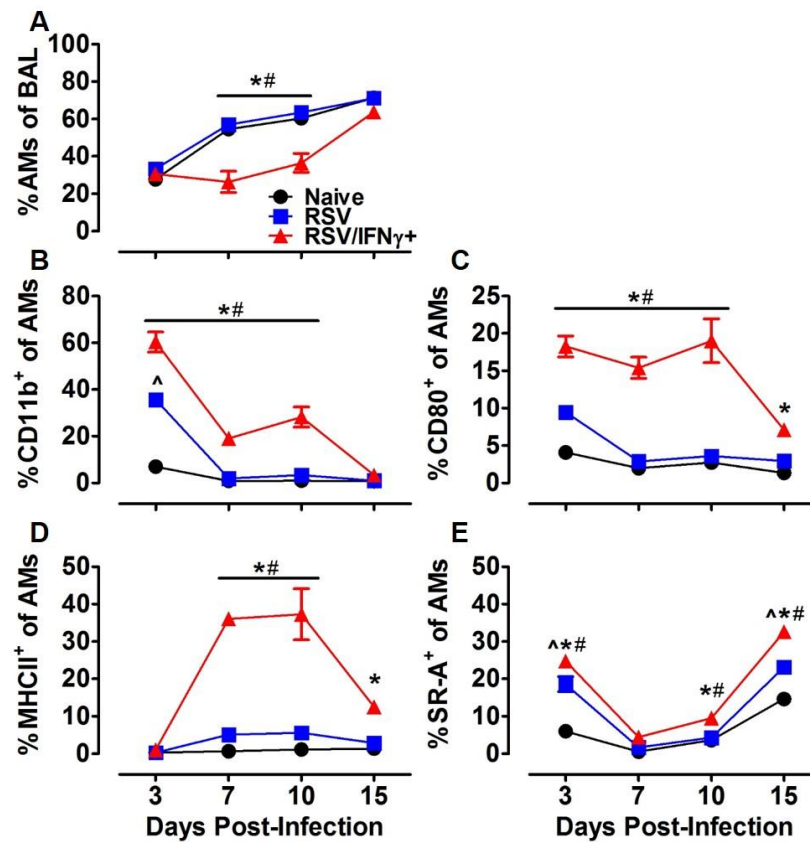 A
%AMs of BAL
100
80
60
40
20
0
*#
Naive
RSV
RSV/IFNγ+
B
%CD11b⁺ of AMs
80
60
40
20
0
*#
^
C
%CD80⁺ of AMs
25
20
15
10
5
0
*#
*
D
%MHCII⁺ of AMs
50
40
30
20
10
0
*#
*
3 7 10 15
Days Post-Infection
E
%SR-A⁺ of AMs
50
40
30
20
10
0
^*#
*#
^*#
3 7 10 15
Days Post-Infection